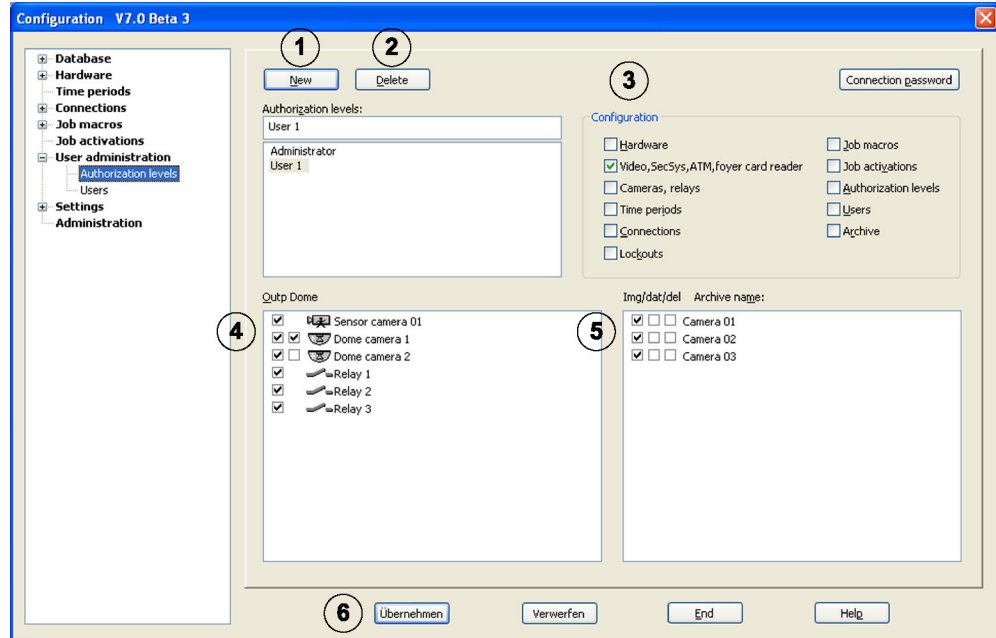 Configuration V7.0 Beta 3
Database
Hardware
Time periods
Connections
Job macros
Job activations
User administration
Authorization levels
Users
Settings
Administration
1
2
3
New
Delete
Connection password
Authorization levels:
User 1
Administrator
User 1
Configuration
Hardware
Video,SecSys,ATM,foyer card reader
Cameras, relays
Time periods
Connections
Lockouts
Job macros
Job activations
Authorization levels
Users
Archive
Outp Dome
4
Sensor camera 01
Dome camera 1
Dome camera 2
Relay 1
Relay 2
Relay 3
Img/dat/del Archive name:
5
Camera 01
Camera 02
Camera 03
6
Übernehmen
Verwerfen
End
Help